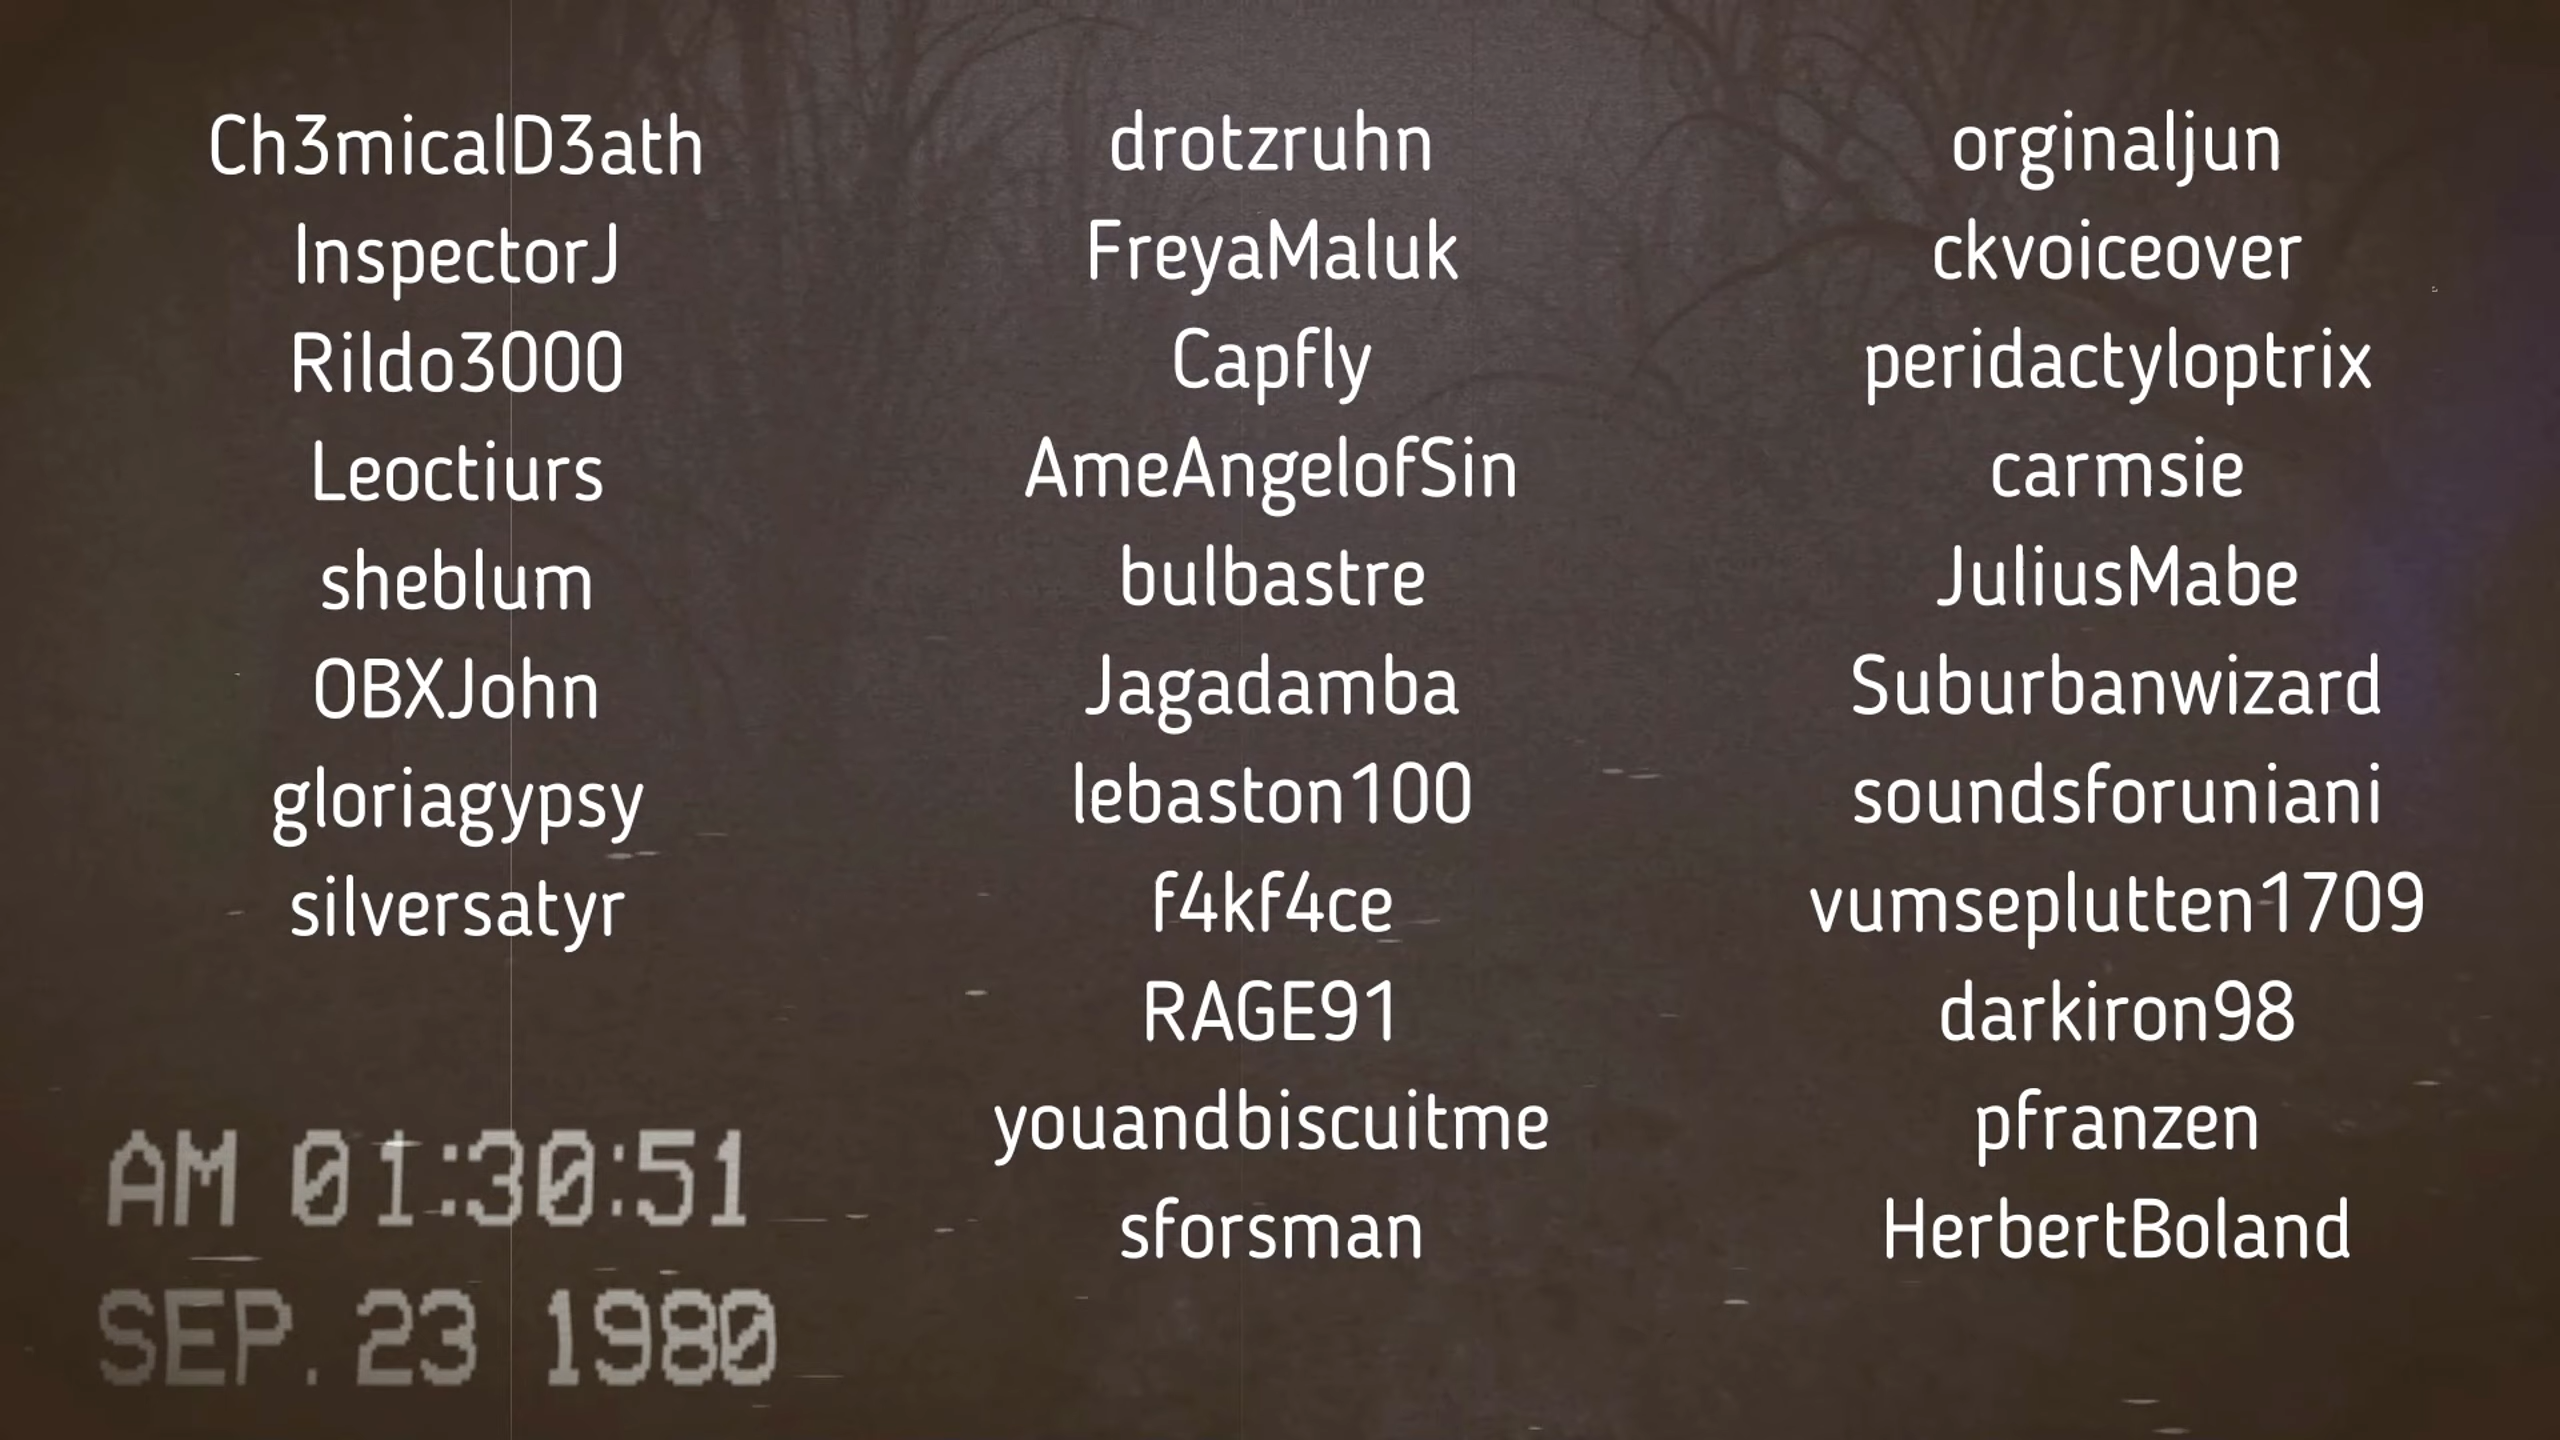 Ch3micalD3ath
InspectorJ
Rildo3000
Leoctiurs
sheblum
OBXJohn
gloriagypsy
silversatyr
drotzruhn
FreyaMaluk
Capfly
AmeAngelofSin
bulbastre
Jagadamba
lebaston100
f4kf4ce
RAGE91
youandbiscuitme
sforsman
orginaljun
ckvoiceover
peridactyloptrix
carmsie
JuliusMabe
Suburbanwizard
soundsforuniani
vumseplutten1709
darkiron98
pfranzen
HerbertBoland
AM 01:30:51
SEP. 23 1980